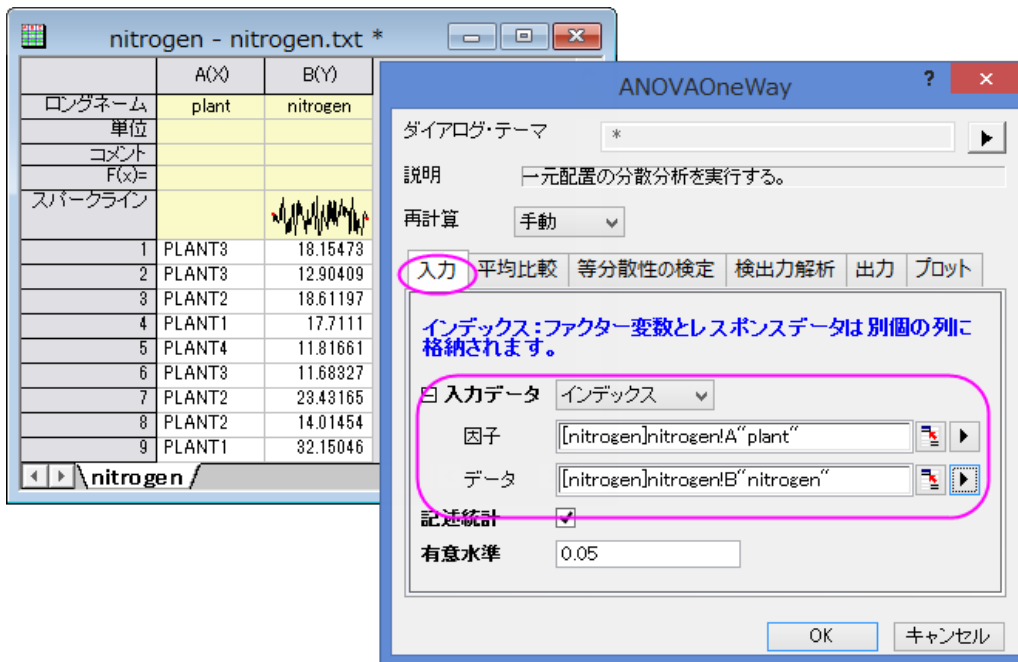 nitrogen - nitrogen.txt *
A(X) B(Y)
ロングネーム plant nitrogen
単位
コメント
F(x)=
スパークライン
1 PLANT3 18.15473
2 PLANT3 12.90409
3 PLANT2 18.61197
4 PLANT1 17.7111
5 PLANT4 11.81661
6 PLANT3 11.68327
7 PLANT2 23.43165
8 PLANT2 14.01454
9 PLANT1 32.15046
nitrogen
ANOVAOneWay ?
ダイアログ・テーマ *
説明 一元配置の分散分析を実行する。
再計算 手動
入力 平均比較 等分散性の検定 検出力解析 出力 プロット
インデックス:ファクター変数とレスポンスデータは別個の列に
格納されます。
入力データ インデックス
因子 [nitrogen]nitrogen!A"plant"
データ [nitrogen]nitrogen!B"nitrogen"
記述統計
有意水準 0.05
OK キャンセル